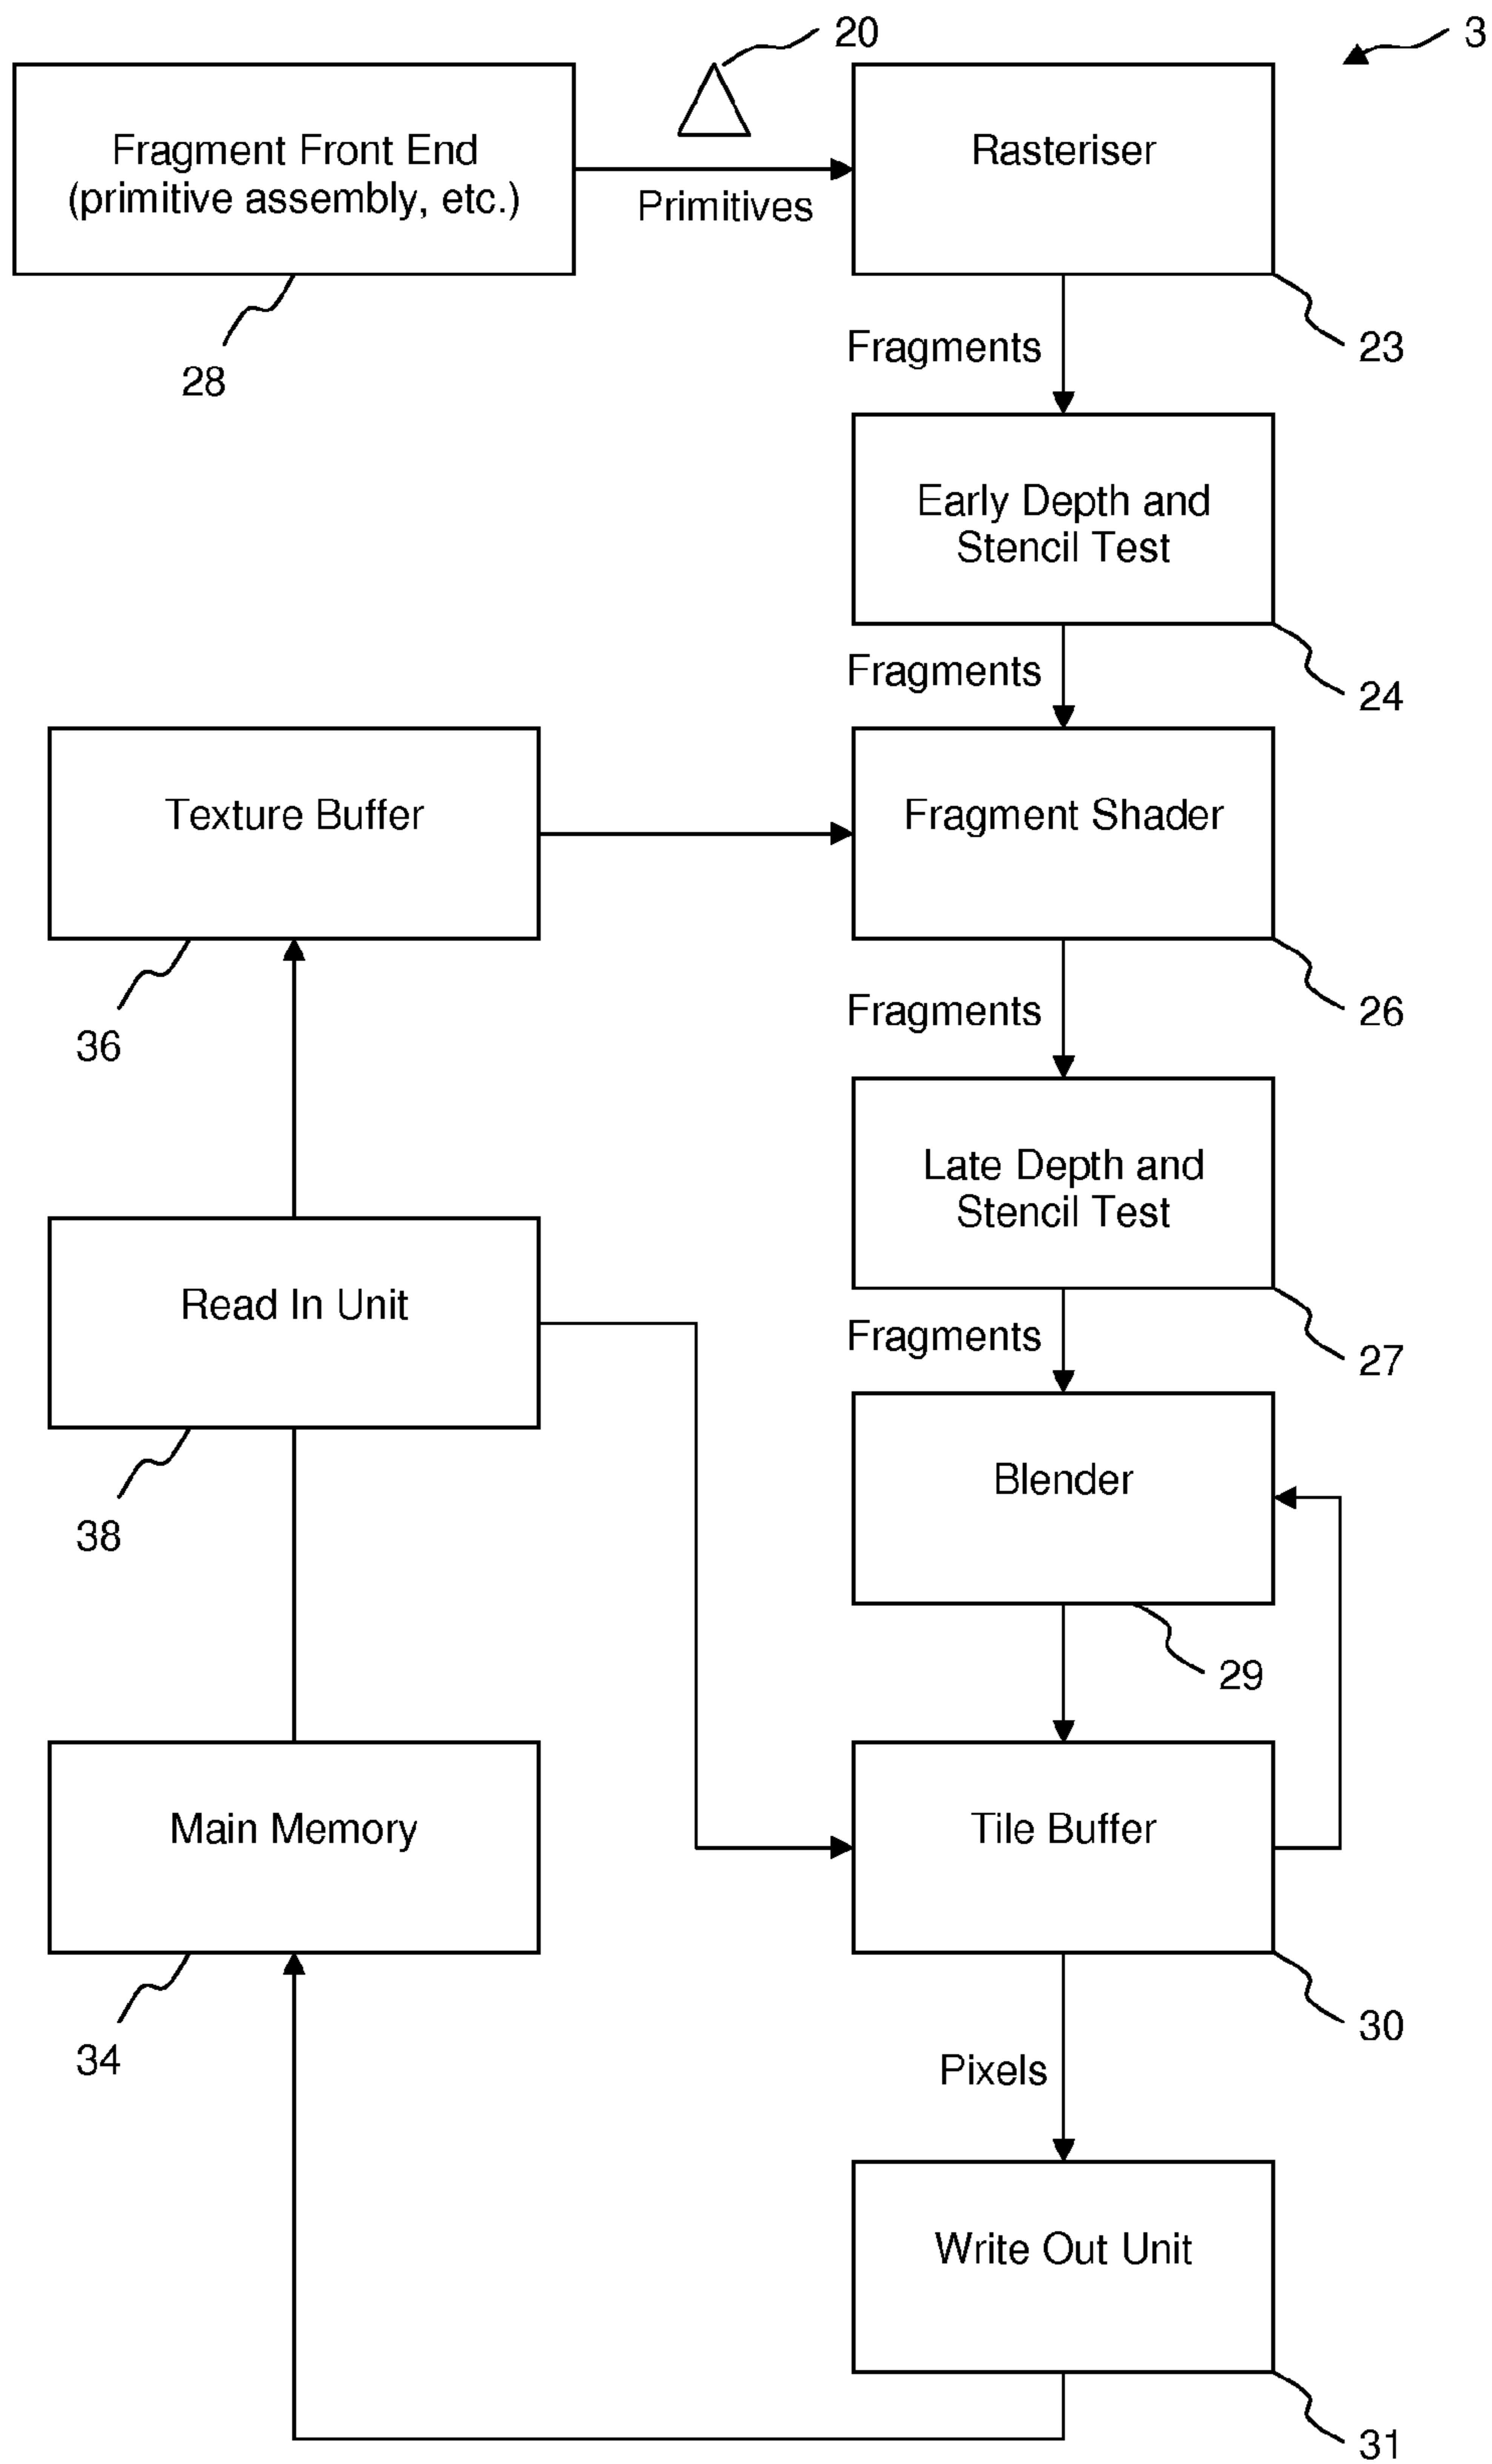 20
3
Fragment Front End
(primitive assembly, etc.)
Primitives
Rasteriser
28
Fragments
23
Early Depth and
Stencil Test
Fragments
24
Texture Buffer
Fragment Shader
36
Fragments
26
Late Depth and
Stencil Test
Read In Unit
Fragments
27
38
Blender
29
Main Memory
Tile Buffer
34
30
Pixels
Write Out Unit
31